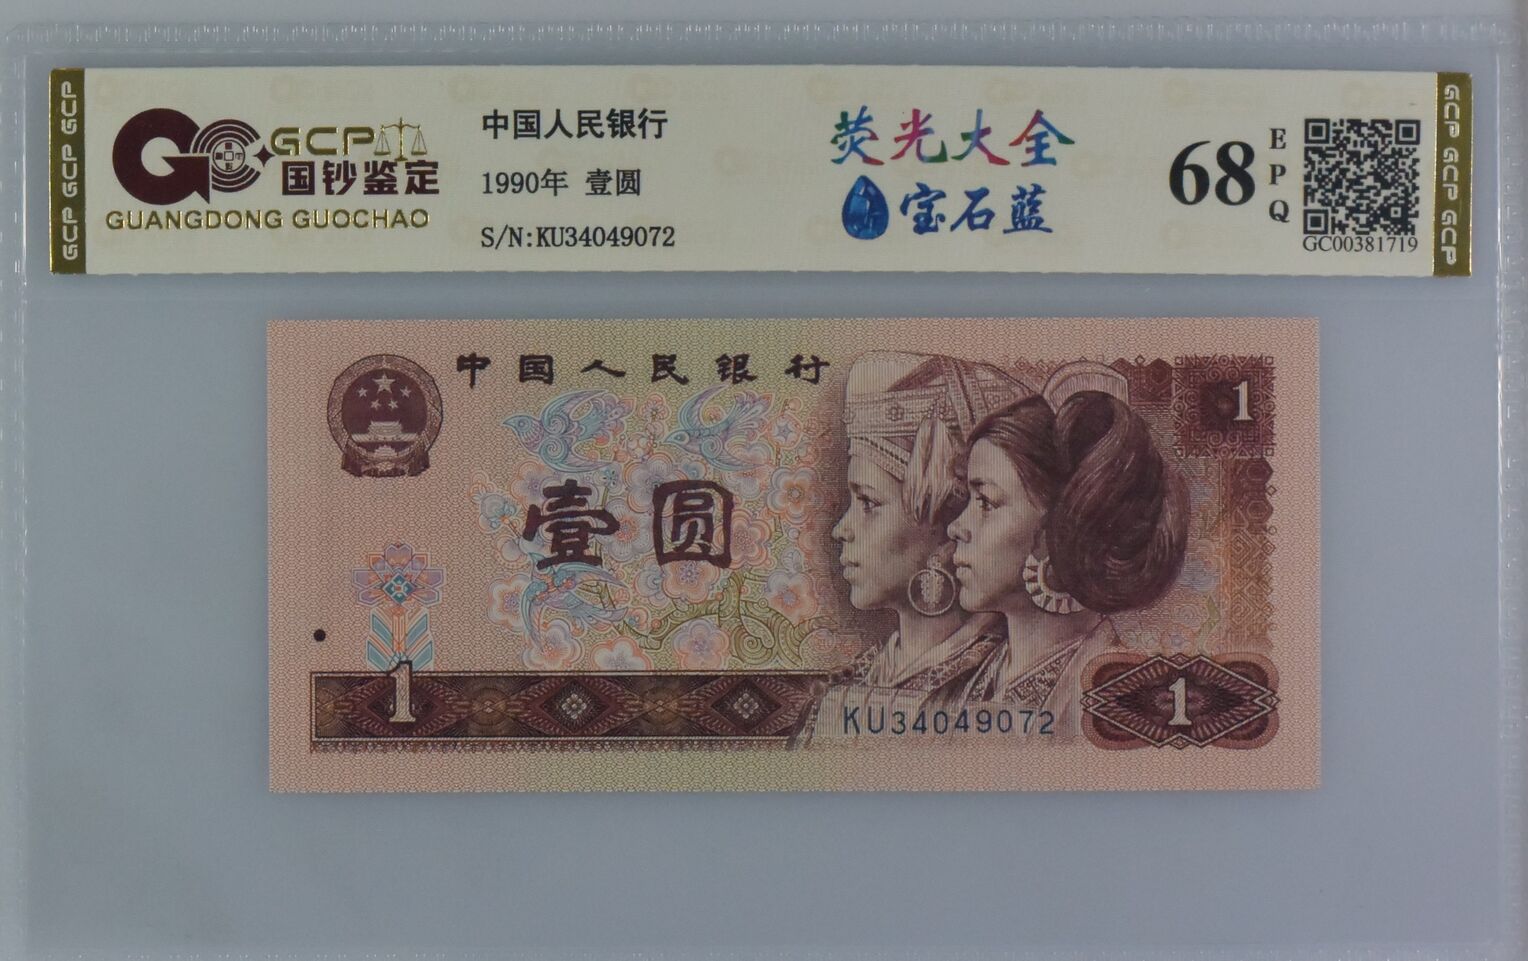 GCP
国钞鉴定
GUANGDONG GUOCHAO
中国人民银行
1990年 壹圆
S/N:KU34049072
荧光大全
宝石蓝
68
EPQ
GC00381719
GCP GCP GCP
GCP GCP GCP
中国人民银行
1
壹圆
1
1
KU34049072